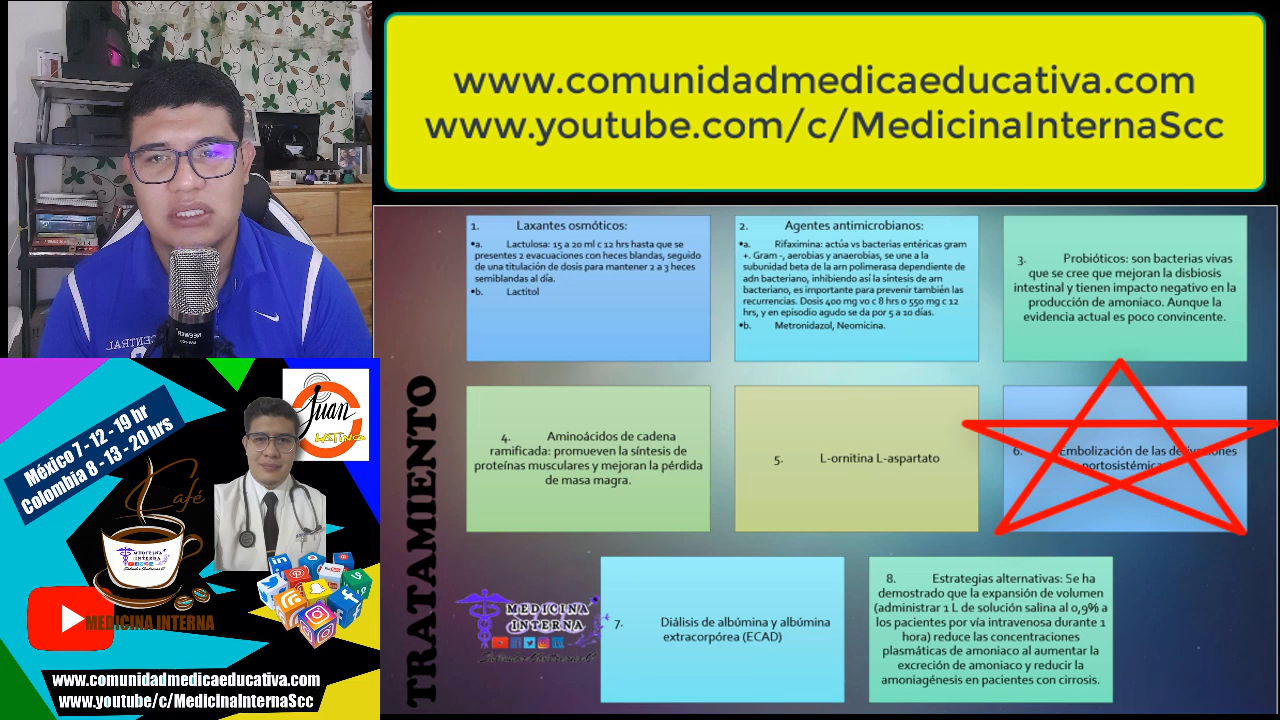 www.comunidadmedicaeducativa.com
www.youtube.com/c/MedicinaInternaScc
CENTRAL
NEEWER
TRATAMIENTO
1. Laxantes osmóticos:
•a. Lactulosa: 15 a 20 ml c 12 hrs hasta que se
presentes 2 evacuaciones con heces blandas, seguido
de una titulación de dosis para mantener 2 a 3 heces
semiblandas al día.
•b. Lactitol
2. Agentes antimicrobianos:
•a. Rifaximina: actúa vs bacterias entéricas gram
+. Gram -, aerobias y anaerobias, se une a la
subunidad beta de la arn polimerasa dependiente de
adn bacteriano, inhibiendo así la síntesis de arn
bacteriano, es importante para prevenir también las
recurrencias. Dosis 400 mg vo c 8 hrs o 550 mg c 12
hrs, y en episodio agudo se da por 5 a 10 días.
•b. Metronidazol, Neomicina.
3. Probióticos: son bacterias vivas
que se cree que mejoran la disbiosis
intestinal y tienen impacto negativo en la
producción de amoniaco. Aunque la
evidencia actual es poco convincente.
4. Aminoácidos de cadena
ramificada: promueven la síntesis de
proteínas musculares y mejoran la pérdida
de masa magra.
5. L-ornitina L-aspartato
6. Embolización de las derivaciones
portosistémicas
7. Diálisis de albúmina y albúmina
extracorpórea (ECAD)
8. Estrategias alternativas: Se ha
demostrado que la expansión de volumen
(administrar 1 L de solución salina al 0,9% a
los pacientes por vía intravenosa durante 1
hora) reduce las concentraciones
plasmáticas de amoniaco al aumentar la
excreción de amoniaco y reducir la
amoniagénesis en pacientes con cirrosis.
MEDICINA
INTERNA
Salvador Contreras C
México 7 - 12 - 19 hr
Colombia 8 - 13 - 20 hrs
Juan
LATINO
Café
MEDICINA
INTERNA
MEDICINA INTERNA
www.comunidadmedicaeducativa.com
www.youtube/c/MedicInaInternaScc